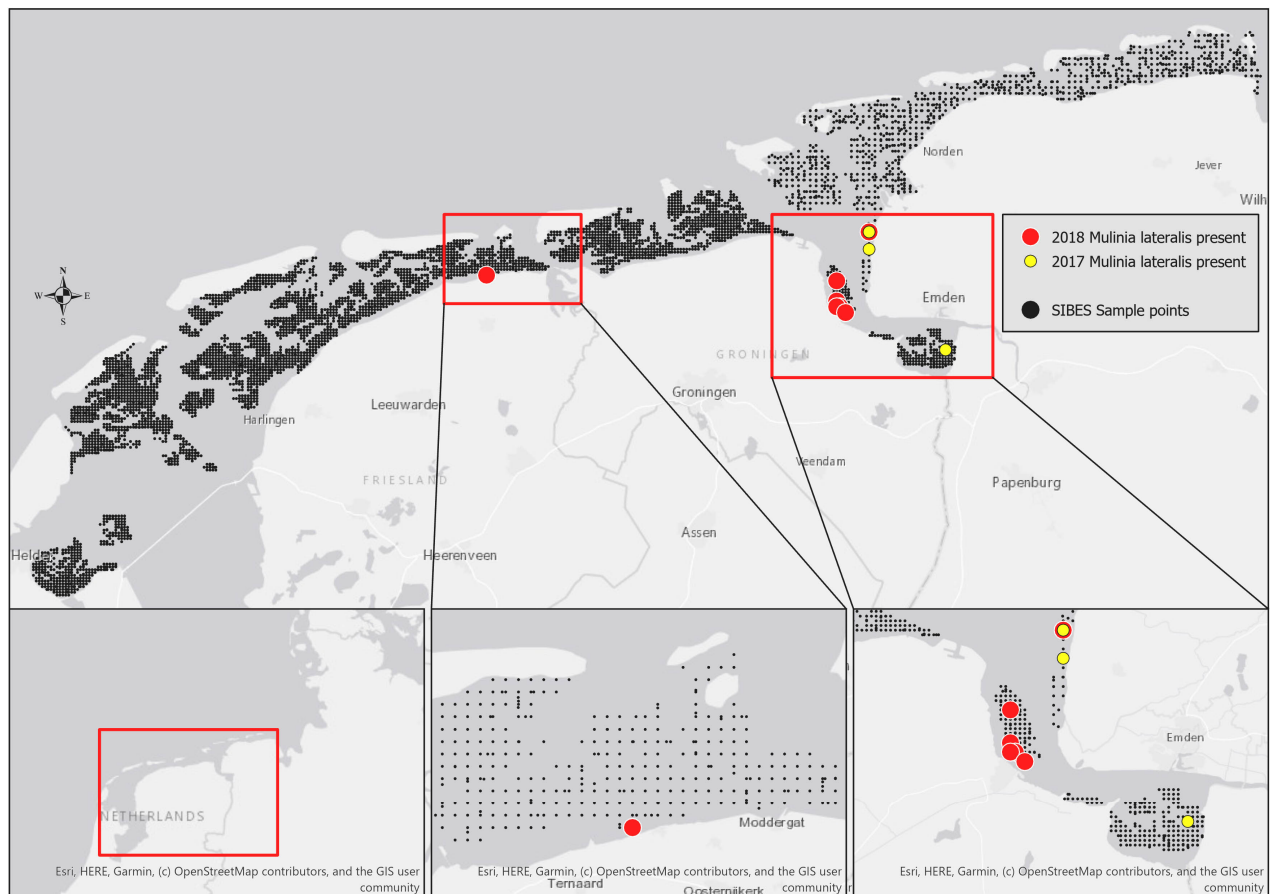 Norden
Jever
Wilh
N
W E
S
2018 Mulinia lateralis present
2017 Mulinia lateralis present
SIBES Sample points
Emden
GRONINGEN
Groningen
Leeuwarden
Harlingen
Veendam
FRIESLAND
Papenburg
Assen
Helde
Heerenveen
NETHERLANDS
Esri, HERE, Garmin, (c) OpenStreetMap contributors, and the GIS user
community
Moddergat
Esri, HERE, Garmin, (c) OpenStreetMap contributors, and the GIS user
community
Ternaard
Oosternijkerk
Emden
Esri, HERE, Garmin, (c) OpenStreetMap contributors, and the GIS user
community